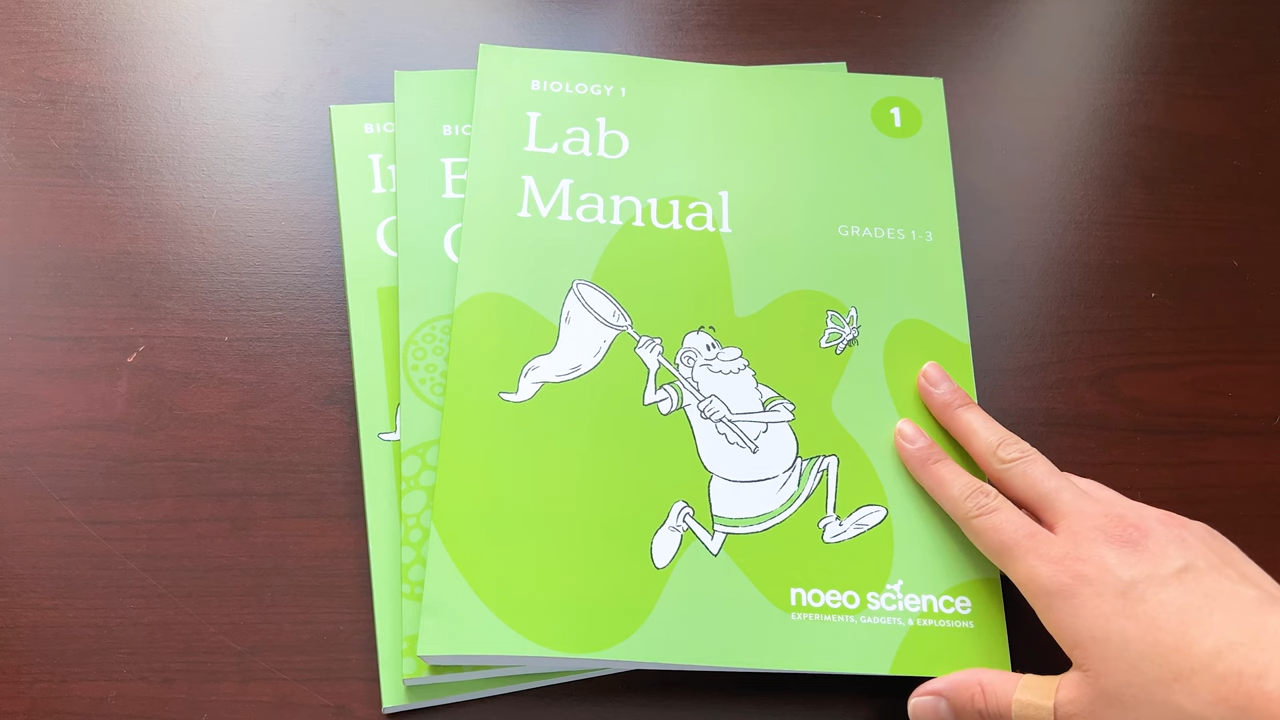 BIOLOGY 1
Lab
Manual
1
GRADES 1-3
noeo science
EXPERIMENTS, GADGETS, & EXPLOSIONS